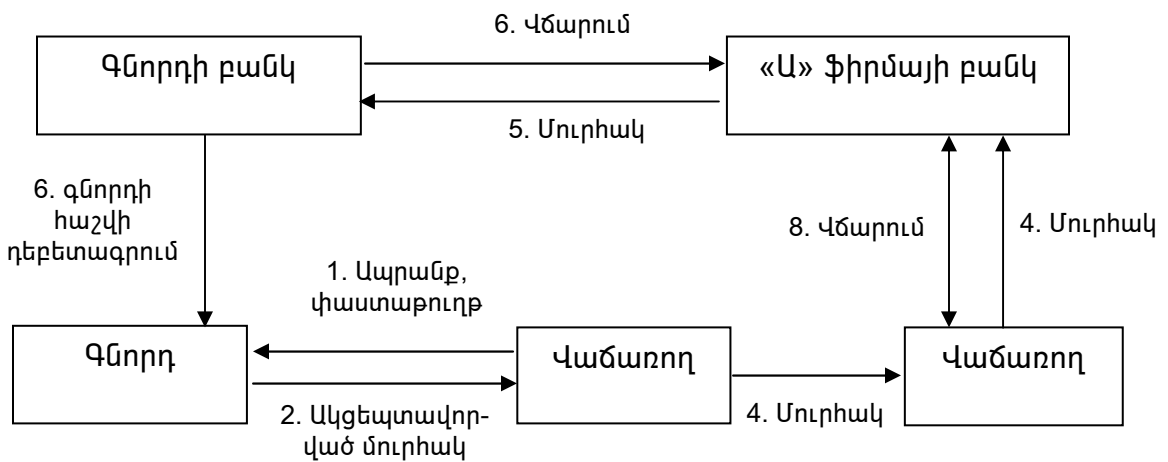 6. Վճարում
Գնորդի բանկ
«Ա» ֆիրմայի բանկ
5. Մուրհակ
6. գնորդի
հաշվի
դեբետագրում
8. Վճարում
4. Մուրհակ
1. Ապրանք,
փաստաթուղթ
Գնորդ
Վաճառող
Վաճառող
2. Ակցեպտավոր-
ված մուրհակ
4. Մուրհակ